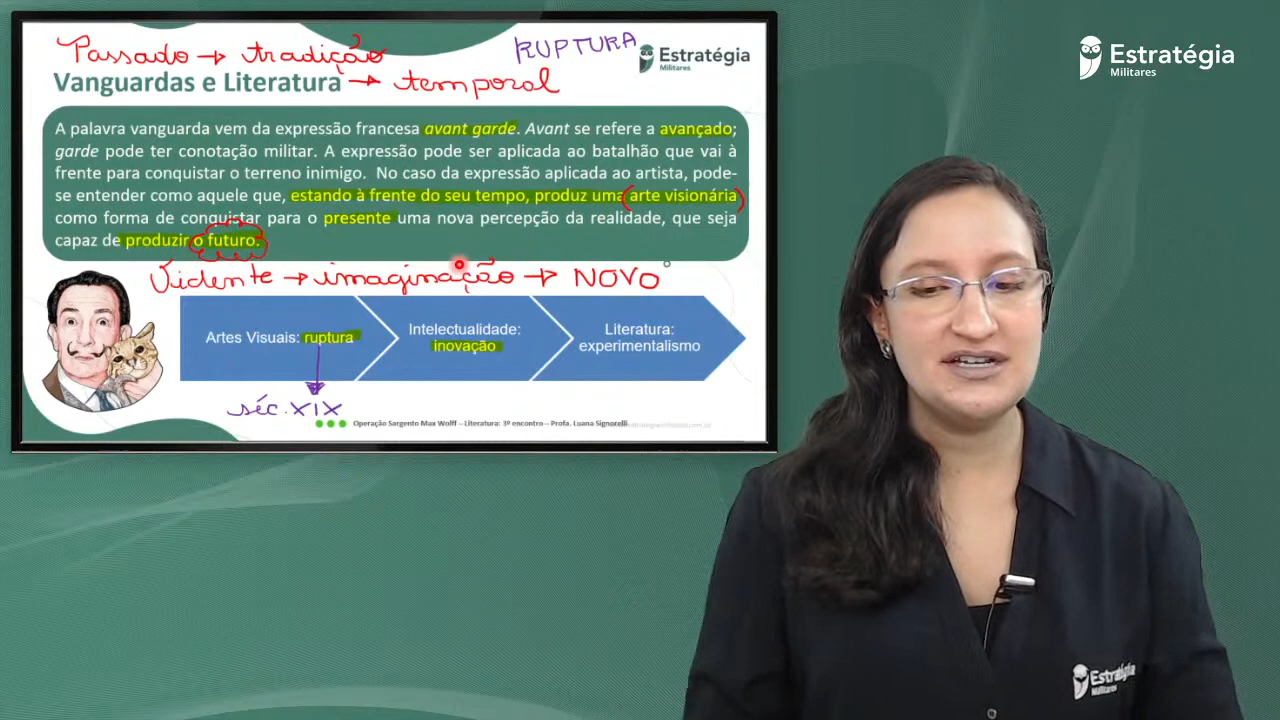 Passado → tradição
RUPTURA
Estratégia
Militares
Vanguardas e Literatura → temporal
A palavra vanguarda vem da expressão francesa avant garde. Avant se refere a avançado;
garde pode ter conotação militar. A expressão pode ser aplicada ao batalhão que vai à
frente para conquistar o terreno inimigo. No caso da expressão aplicada ao artista, pode-
se entender como aquele que, estando à frente do seu tempo, produz uma arte visionária
como forma de conquistar para o presente uma nova percepção da realidade, que seja
capaz de produzir o futuro.
Vidente → imaginação → NOVO
Artes Visuais: ruptura
Intelectualidade:
inovação
Literatura:
experimentalismo
séc. XIX
Operação Sargento Max Wolff – Literatura: 3º encontro – Profa. Luana Signorelli
Estratégia
Militares
Estratégia
Militares